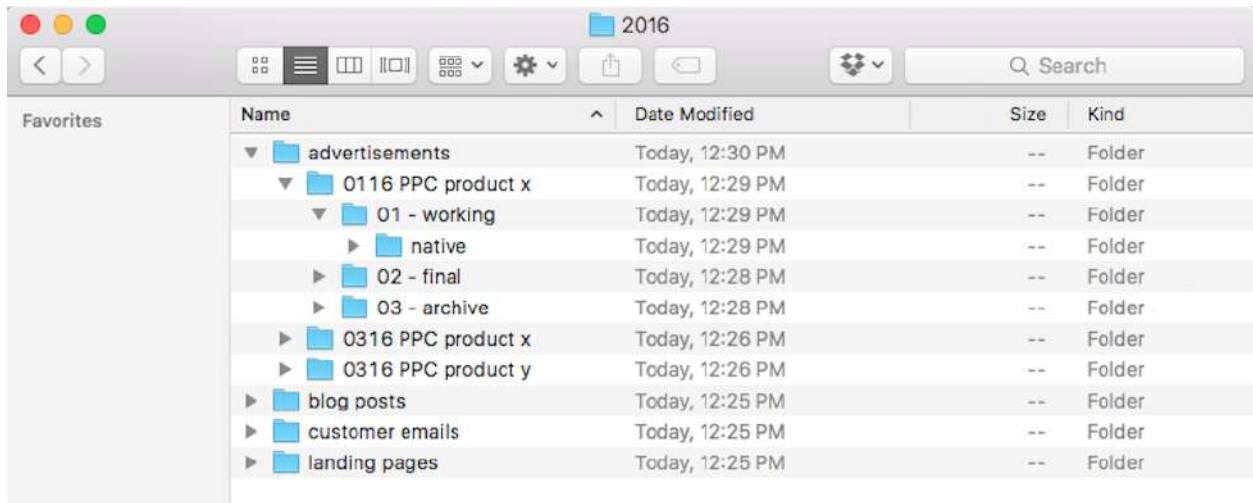 2016
Search
Favorites
Name Date Modified Size Kind
advertisements Today, 12:30 PM -- Folder
0116 PPC product x Today, 12:29 PM -- Folder
01 - working Today, 12:29 PM -- Folder
native Today, 12:29 PM -- Folder
02 - final Today, 12:28 PM -- Folder
03 - archive Today, 12:28 PM -- Folder
0316 PPC product x Today, 12:26 PM -- Folder
0316 PPC product y Today, 12:26 PM -- Folder
blog posts Today, 12:25 PM -- Folder
customer emails Today, 12:25 PM -- Folder
landing pages Today, 12:25 PM -- Folder